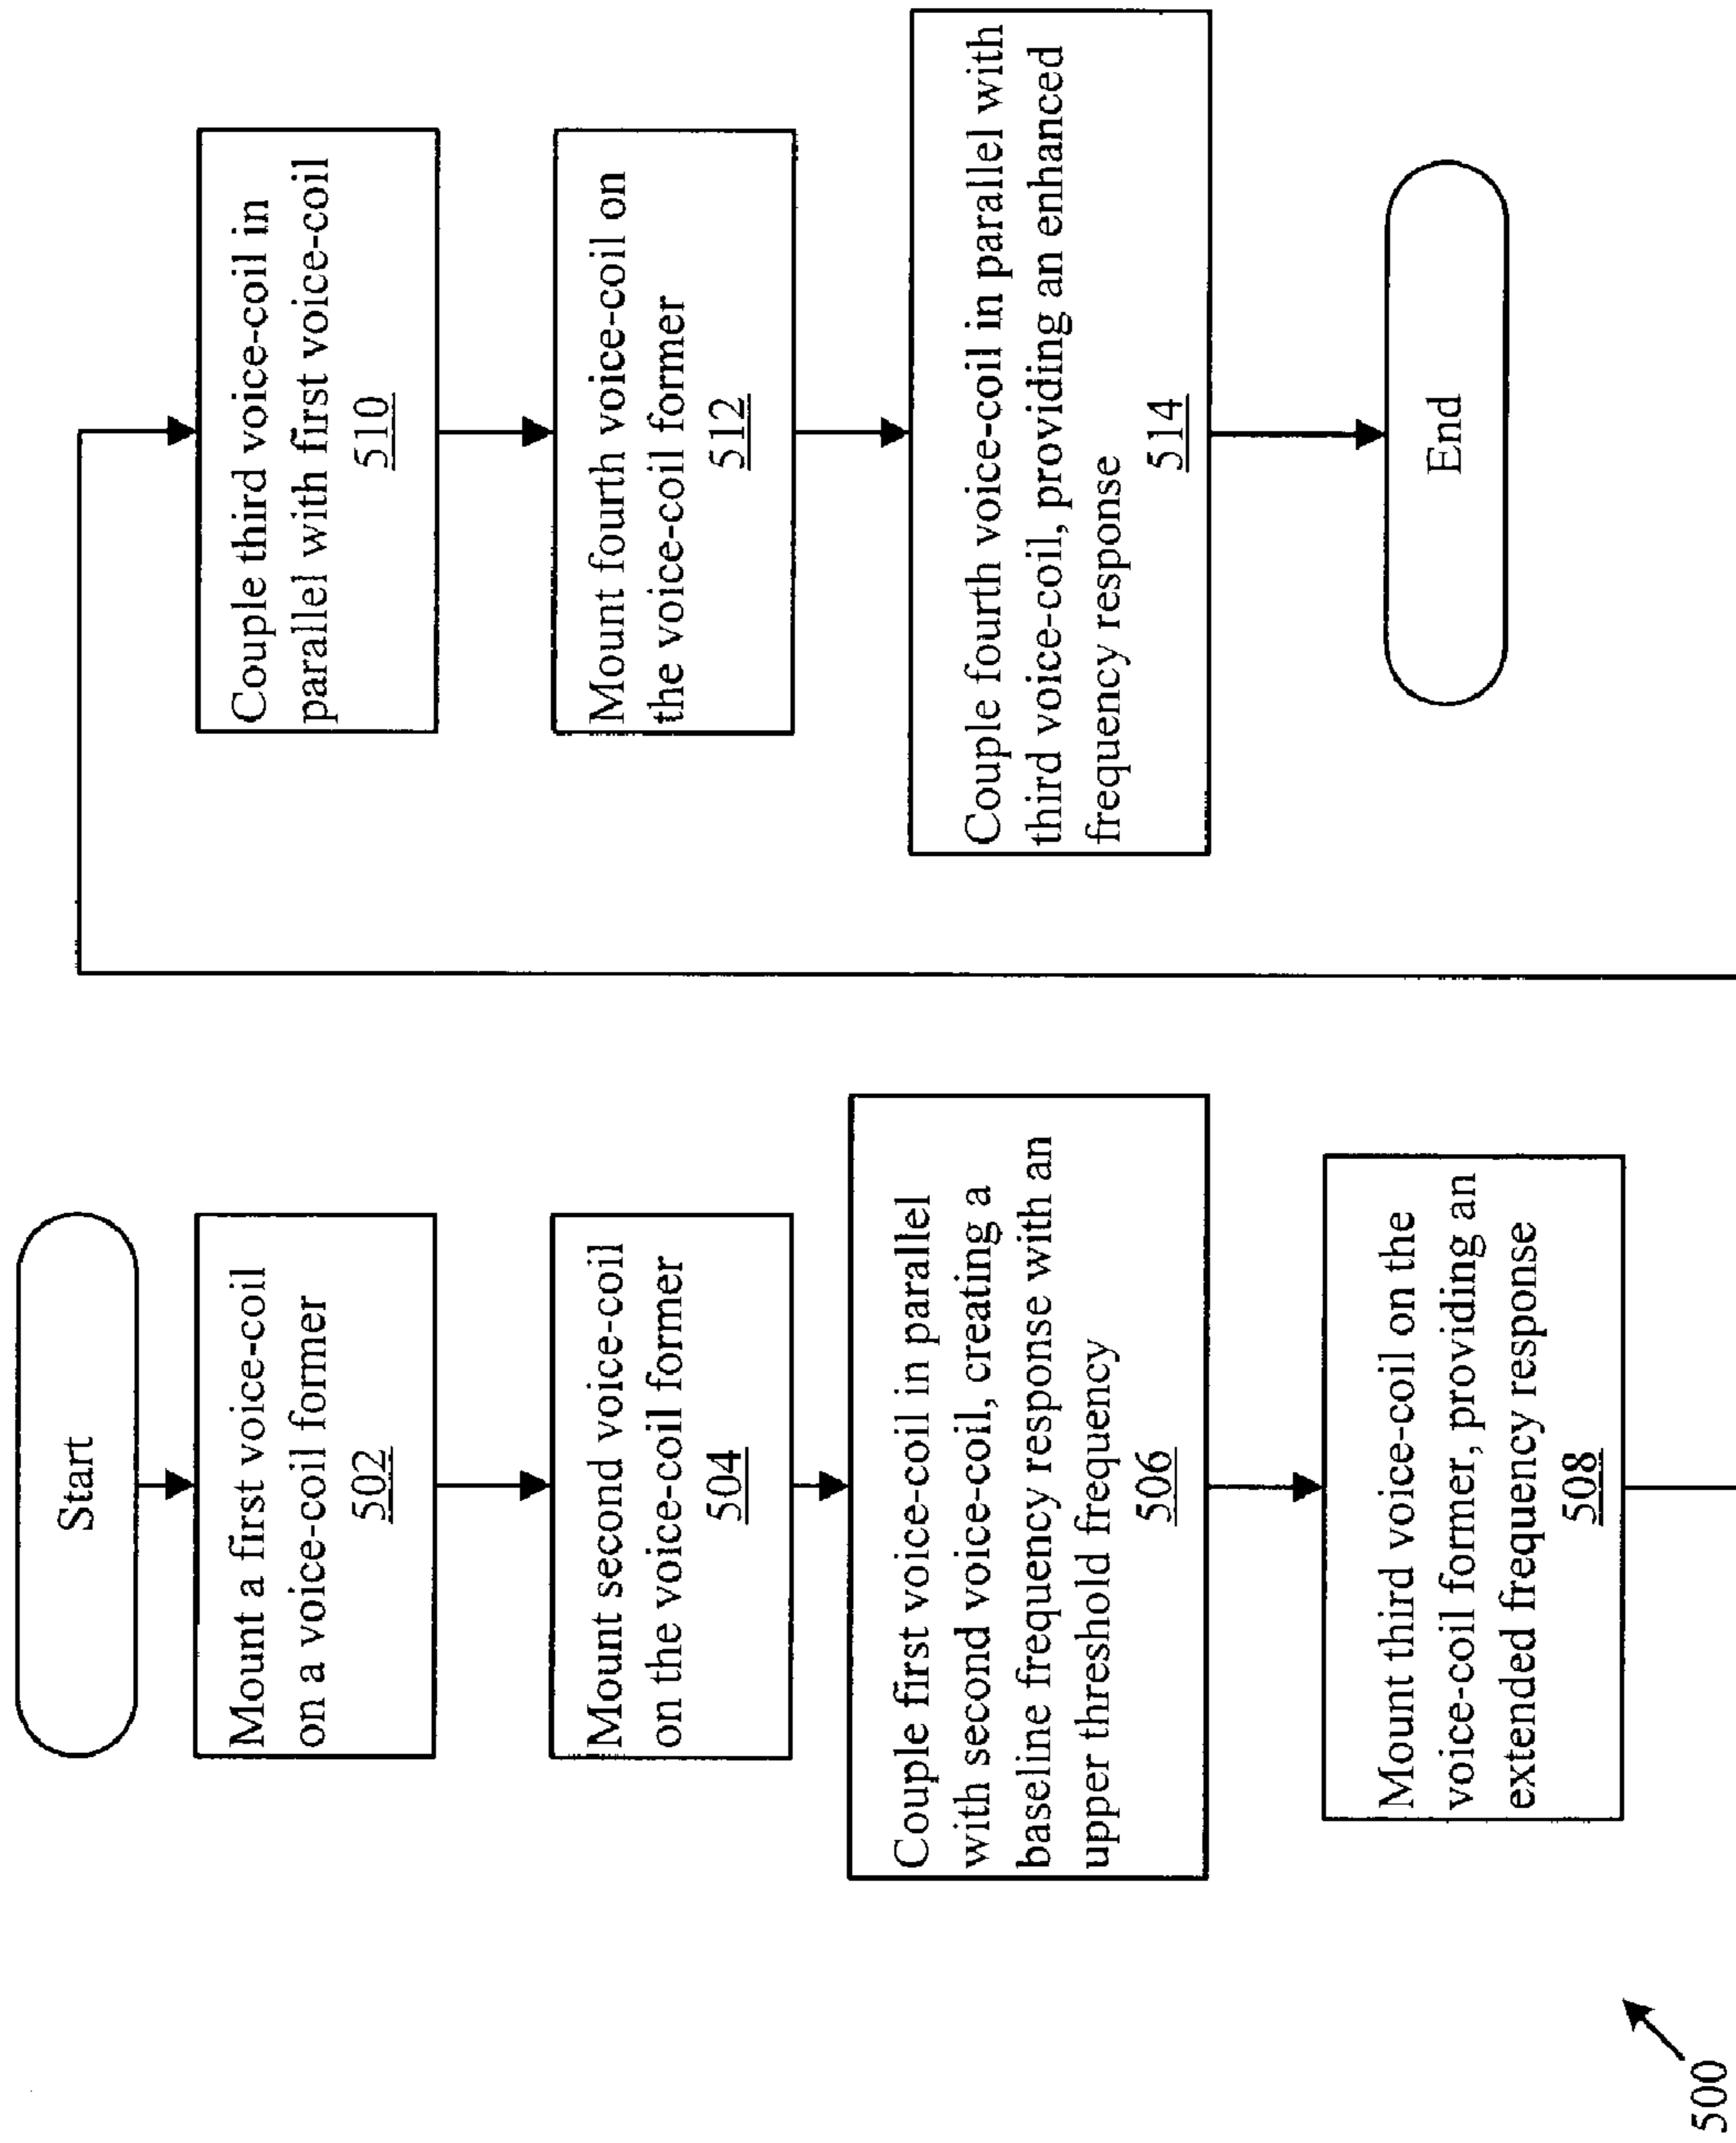 Start
Mount a first voice-coil
on a voice-coil former
502
Mount second voice-coil
on the voice-coil former
504
Couple first voice-coil in parallel
with second voice-coil, creating a
baseline frequency response with an
upper threshold frequency
506
Mount third voice-coil on the
voice-coil former, providing an
extended frequency response
508
Couple third voice-coil in
parallel with first voice-coil
510
Mount fourth voice-coil on
the voice-coil former
512
Couple fourth voice-coil in parallel with
third voice-coil, providing an enhanced
frequency response
514
End
500